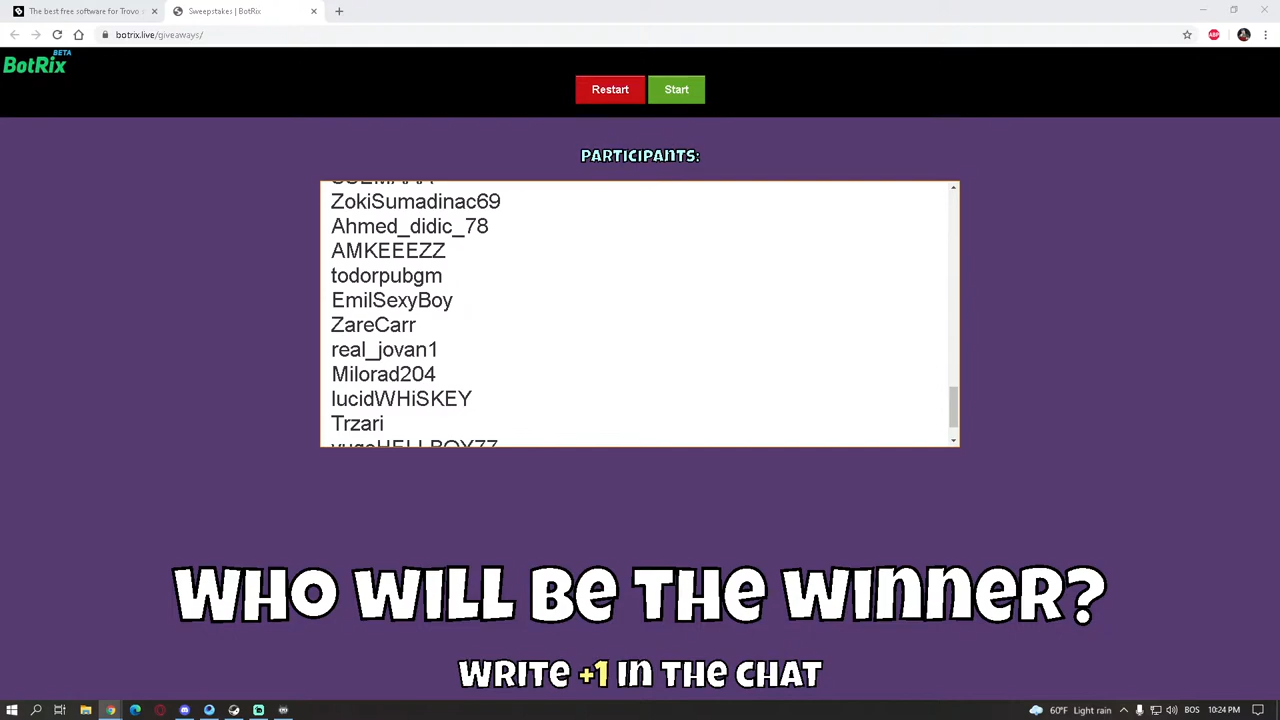 The best free software for Trovo
Sweepstakes | BotRix
botrix.live/giveaways/
ABP
BETA
BotRix
Restart
Start
PARTICIPANTS:
ZokiSumadinac69
Ahmed_didic_78
AMKEEEZZ
todorpubgm
EmilSexyBoy
ZareCarr
real_jovan1
Milorad204
lucidWHiSKEY
Trzari
WHO WILL BE THE WINNER?
WRITE +1 IN THE CHAT
60°F Light rain
BOS
10:24 PM